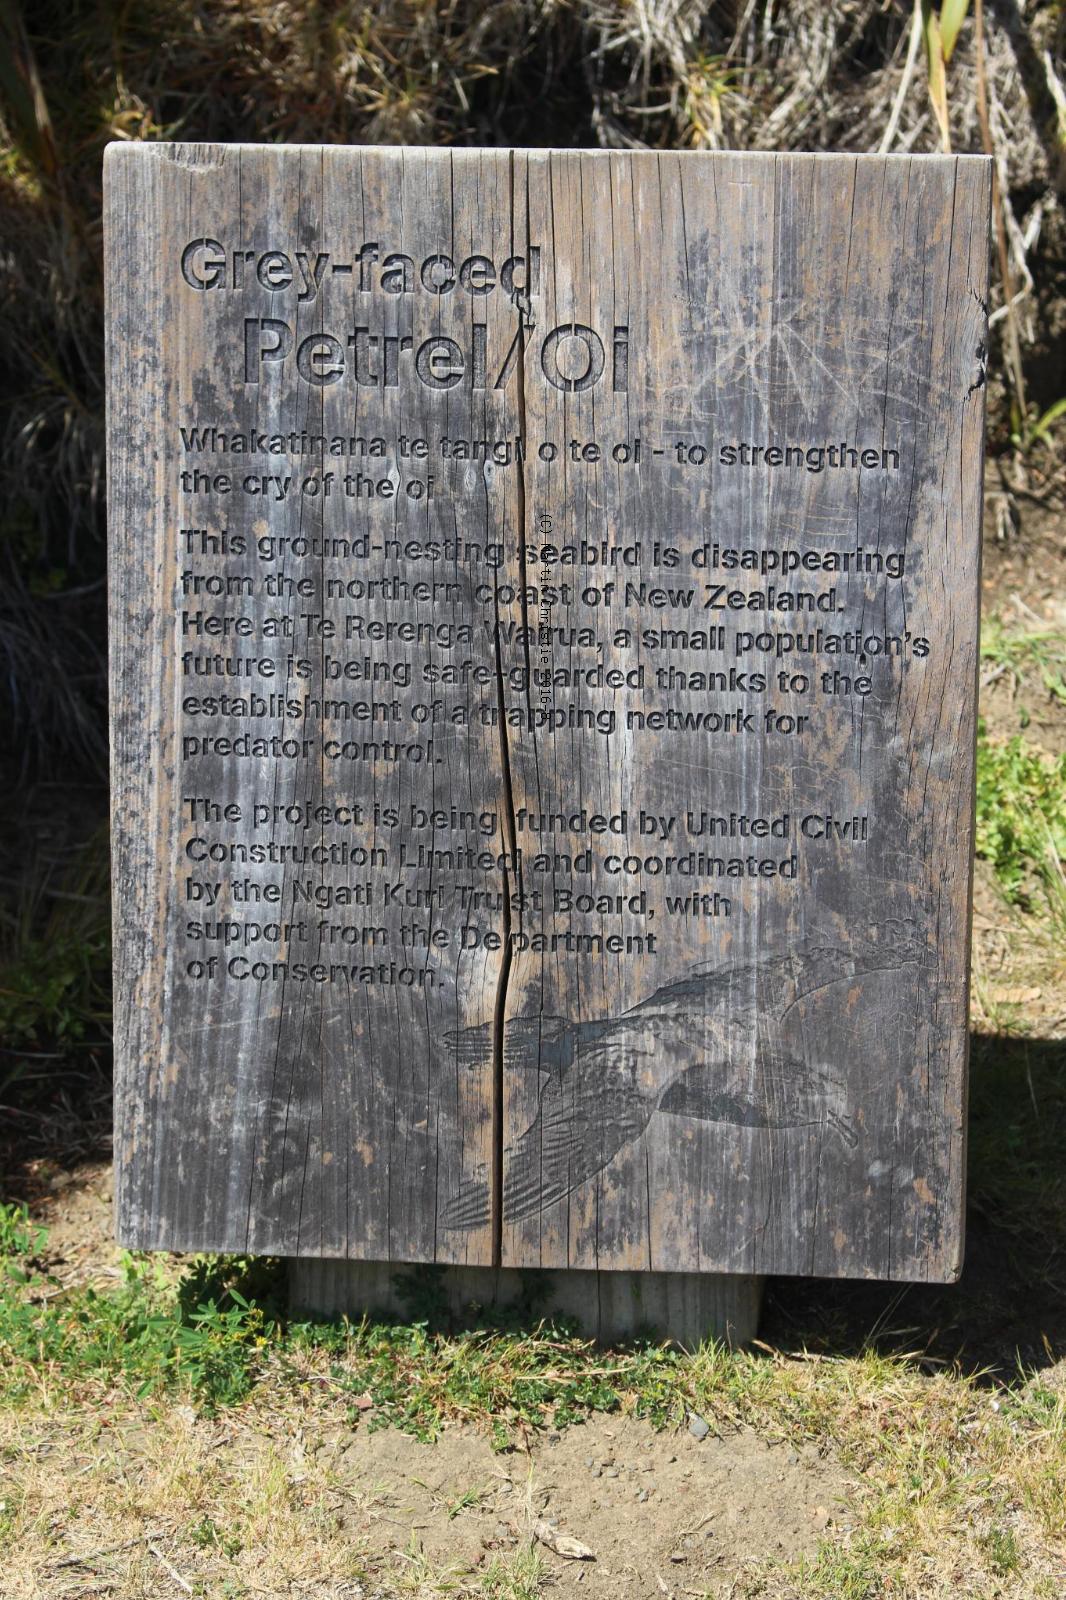 Grey-faced
Petrel/Oi
Whakatinana te tangi o te oi - to strengthen
the cry of the oi
This ground-nesting seabird is disappearing
from the northern coast of New Zealand.
Here at Te Rerenga Wairua, a small population's
future is being safe-guarded thanks to the
establishment of a trapping network for
predator control.
The project is being funded by United Civil
Construction Limited and coordinated
by the Ngati Kuri Trust Board, with
support from the Department
of Conservation.
(C) Martin Christie 2016